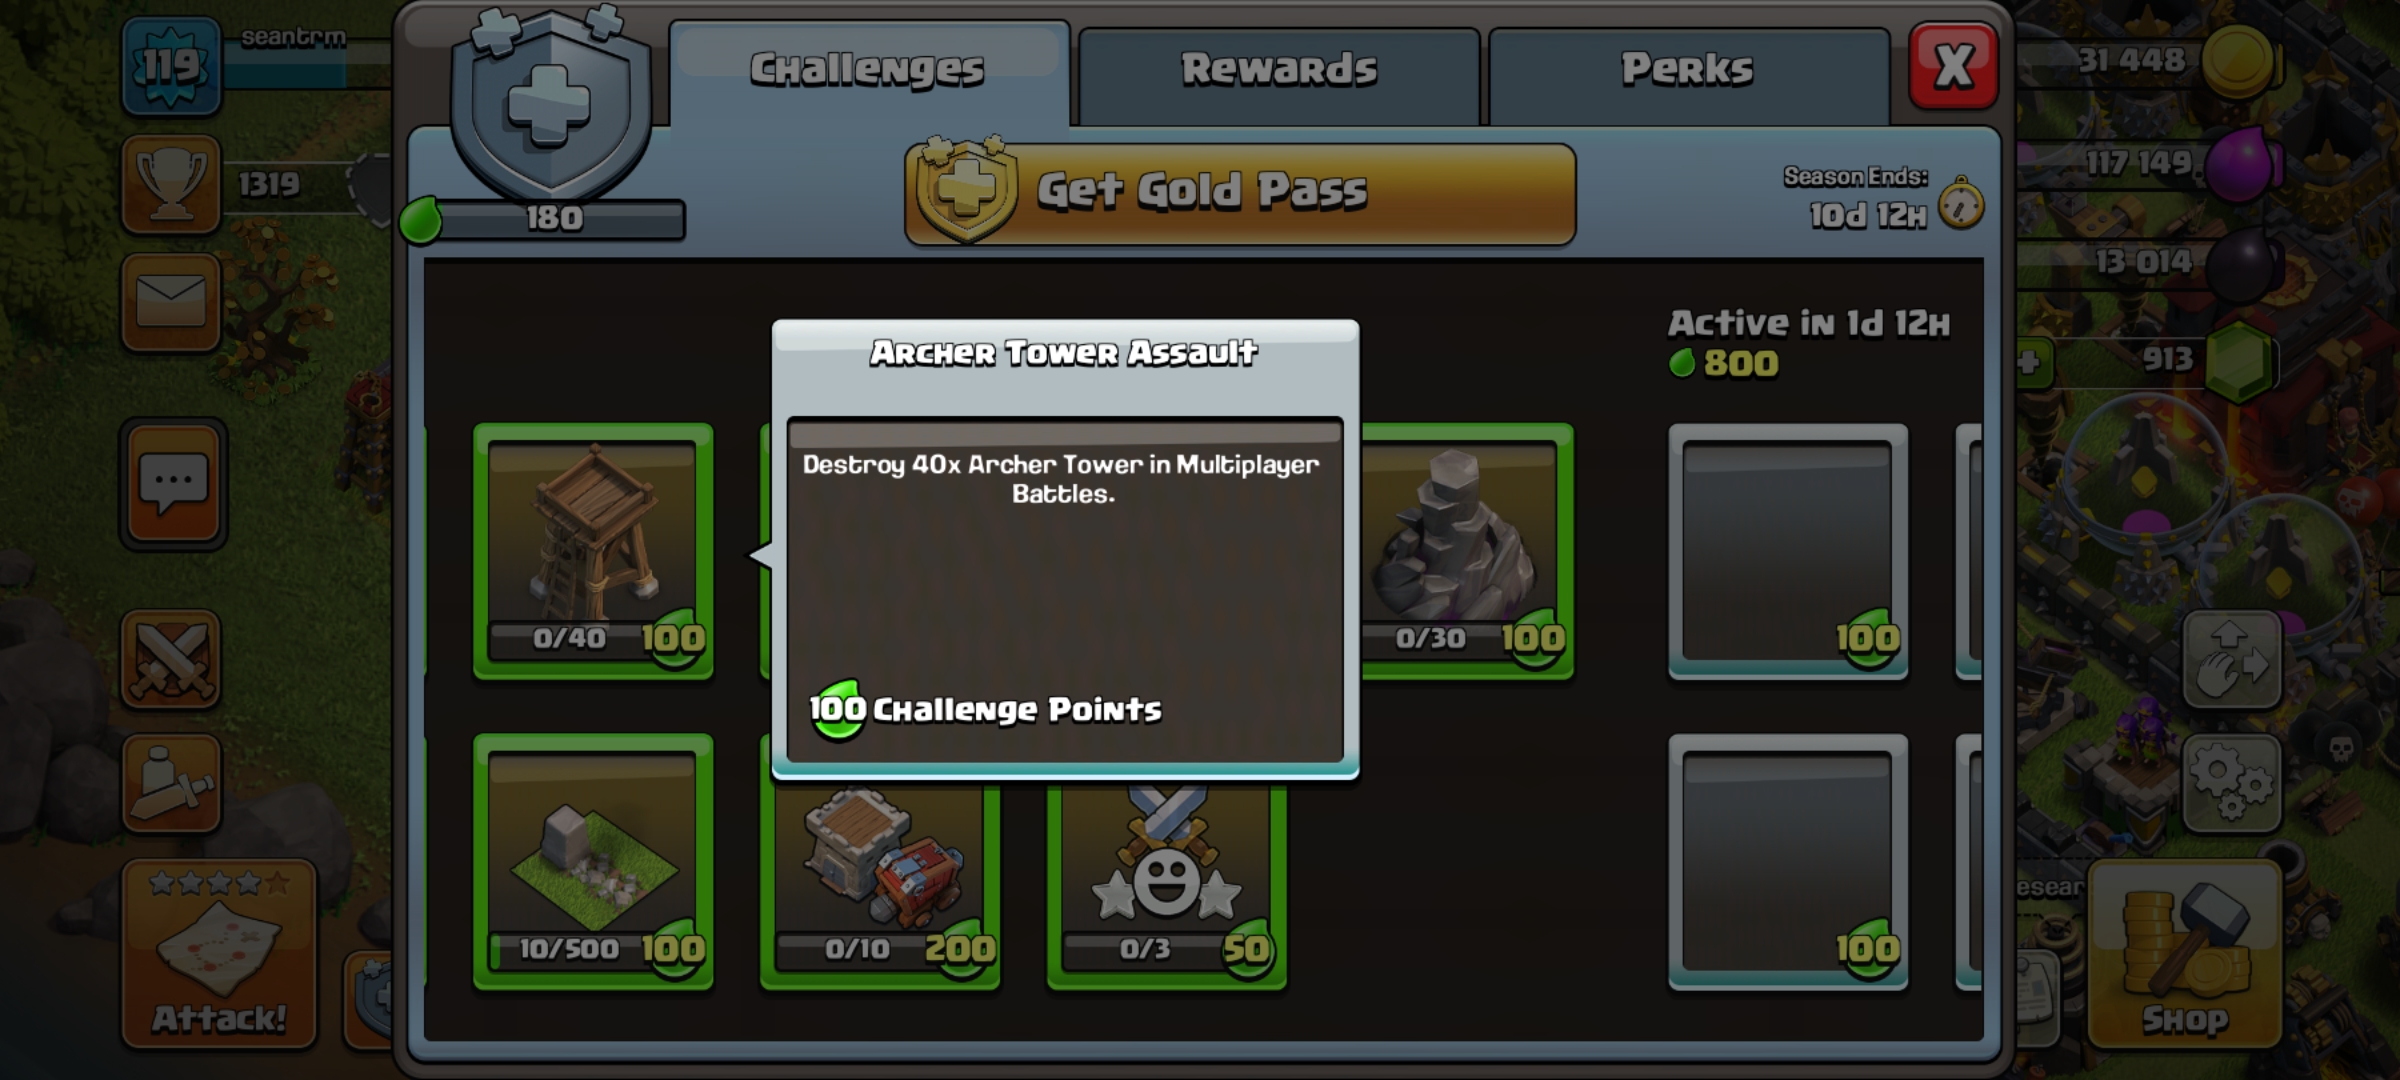 119
seantrm
Challenges
Rewards
Perks
X
31 448
117 149
13 014
913
1319
180
Get Gold Pass
Season Ends:
10d 12H
Active in 1d 12H
800
Archer Tower Assault
Destroy 40x Archer Tower in Multiplayer
Battles.
100 Challenge Points
0/40
100
0/30
100
100
10/500
100
0/10
200
0/3
50
100
Attack!
Shop